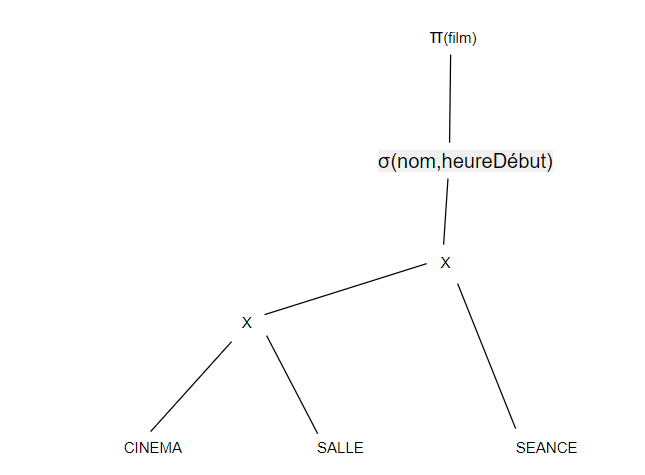 π(film)
σ(nom,heureDébut)
X
X
CINEMA SALLE SEANCE